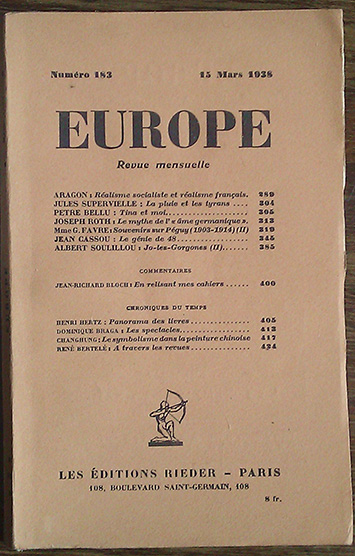 Numéro 183 15 Mars 1938
EUROPE
Revue mensuelle
ARAGON : Réalisme socialiste et réalisme français. 289
JULES SUPERVIELLE : La pluie et les tyrans .... 304
PETRE BELLU : Tina et moi.................... 305
JOSEPH ROTH : Le mythe de l'« âme germanique ». 313
Mme G. FAVRE : Souvenirs sur Péguy (1903-1914) (II) 319
JEAN CASSOU : Le génie de 48................. 345
ALBERT SOULILLOU : Jo-les-Gorgones (II)....... 385
COMMENTAIRES
JEAN-RICHARD BLOCH : En relisant mes cahiers ...... 400
CHRONIQUES DU TEMPS
HENRI HERTZ : Panorama des livres ............... 405
DOMINIQUE BRAGA : Les spectacles................. 413
CHANGHUNG : Le symbolisme dans la peinture chinoise 417
RENÉ BERTELÉ : A travers les revues............... 424
LES ÉDITIONS RIEDER — PARIS
108, BOULEVARD SAINT-GERMAIN, 108
8 fr.